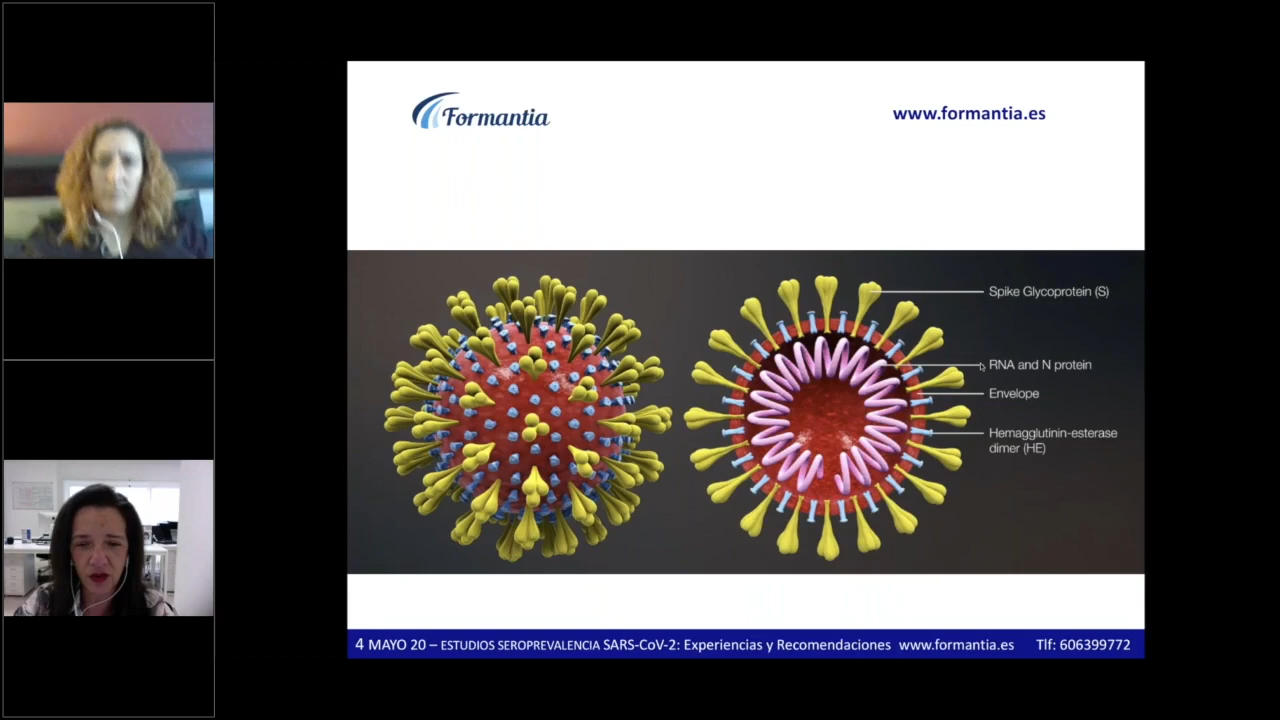 Formantia
www.formantia.es
Spike Glycoprotein (S)
RNA and N protein
Envelope
Hemagglutinin-esterase
dimer (HE)
4 MAYO 20 – ESTUDIOS SEROPREVALENCIA SARS-CoV-2: Experiencias y Recomendaciones www.formantia.es Tlf: 606399772